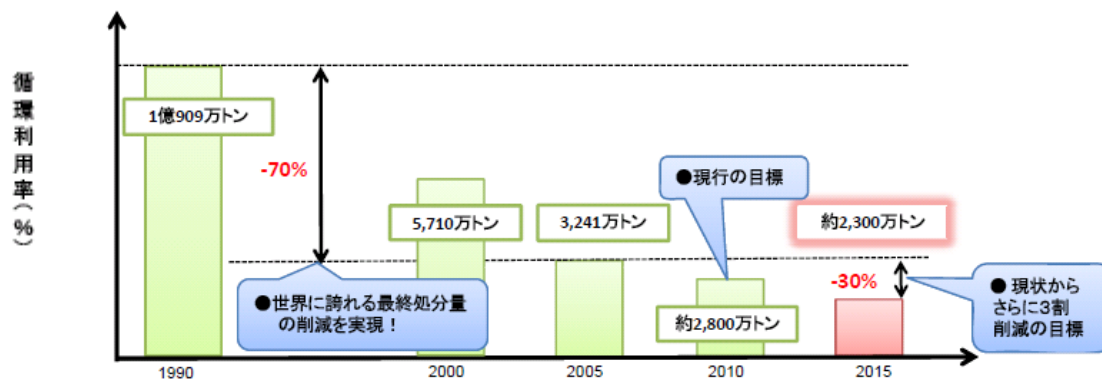 循環利用率(%)
1億909万トン
-70%
●現行の目標
5,710万トン
3,241万トン
約2,300万トン
-30%
●世界に誇れる最終処分量
の削減を実現！
約2,800万トン
● 現状から
さらに3割
削減の目標
1990
2000
2005
2010
2015